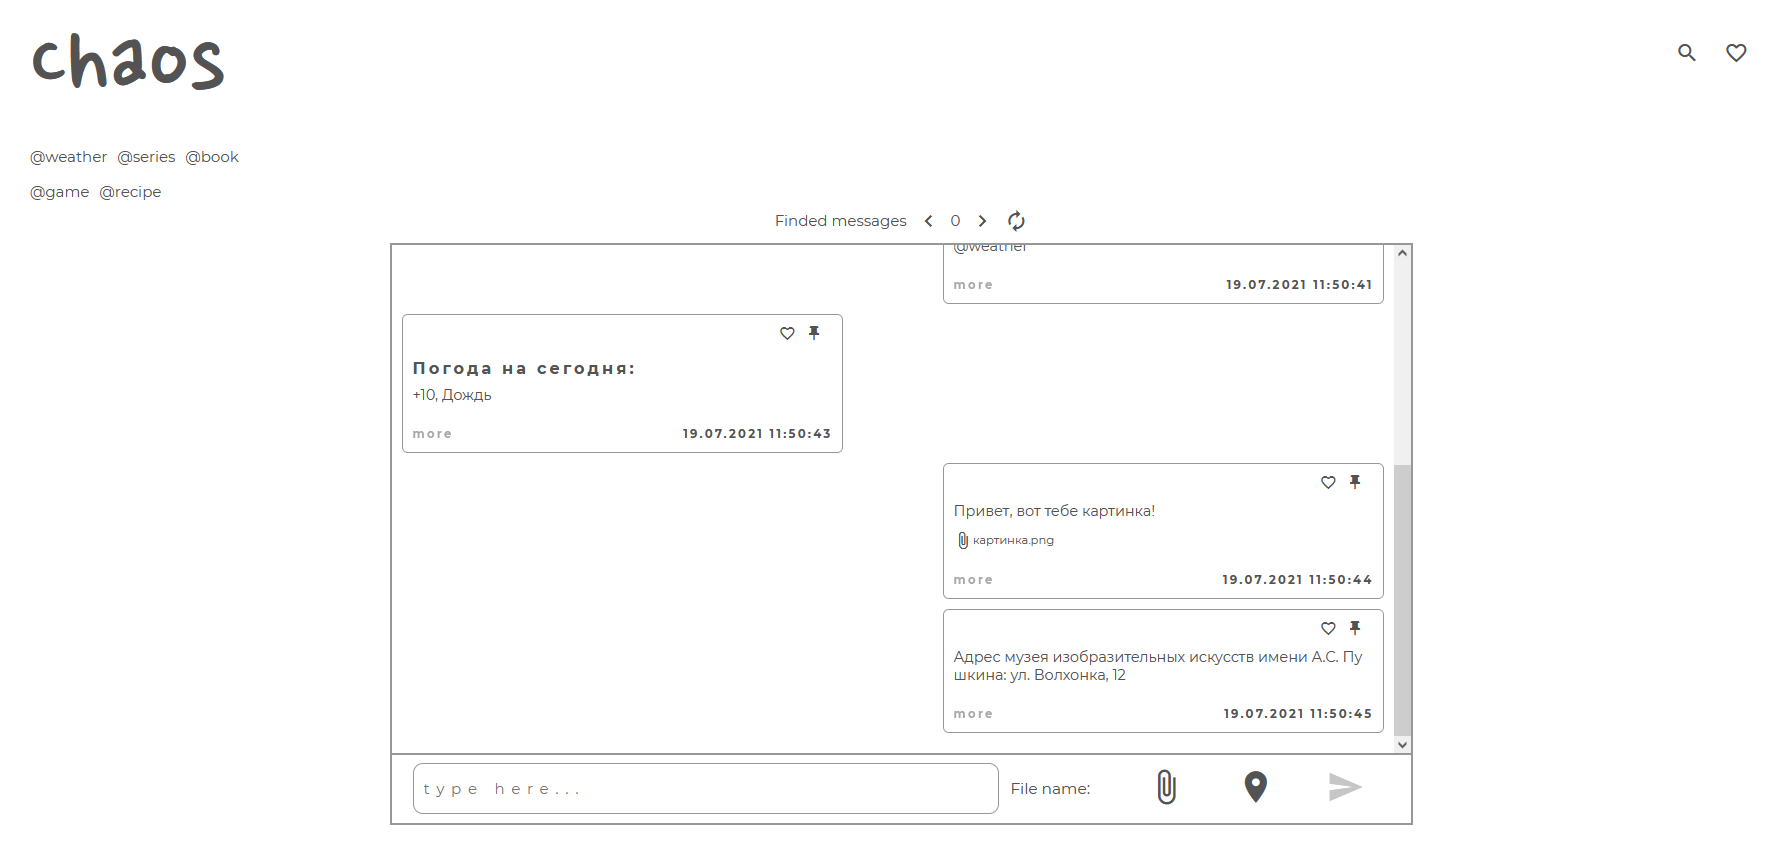 chaos
@weather @series @book
@game @recipe
Finded messages 0
@weather
more 19.07.2021 11:50:41
Погода на сегодня:
+10, Дождь
more 19.07.2021 11:50:43
Привет, вот тебе картинка!
картинка.png
more 19.07.2021 11:50:44
Адрес музея изобразительных искусств имени А.С. Пу
шкина: ул. Волхонка, 12
more 19.07.2021 11:50:45
type here...
File name: